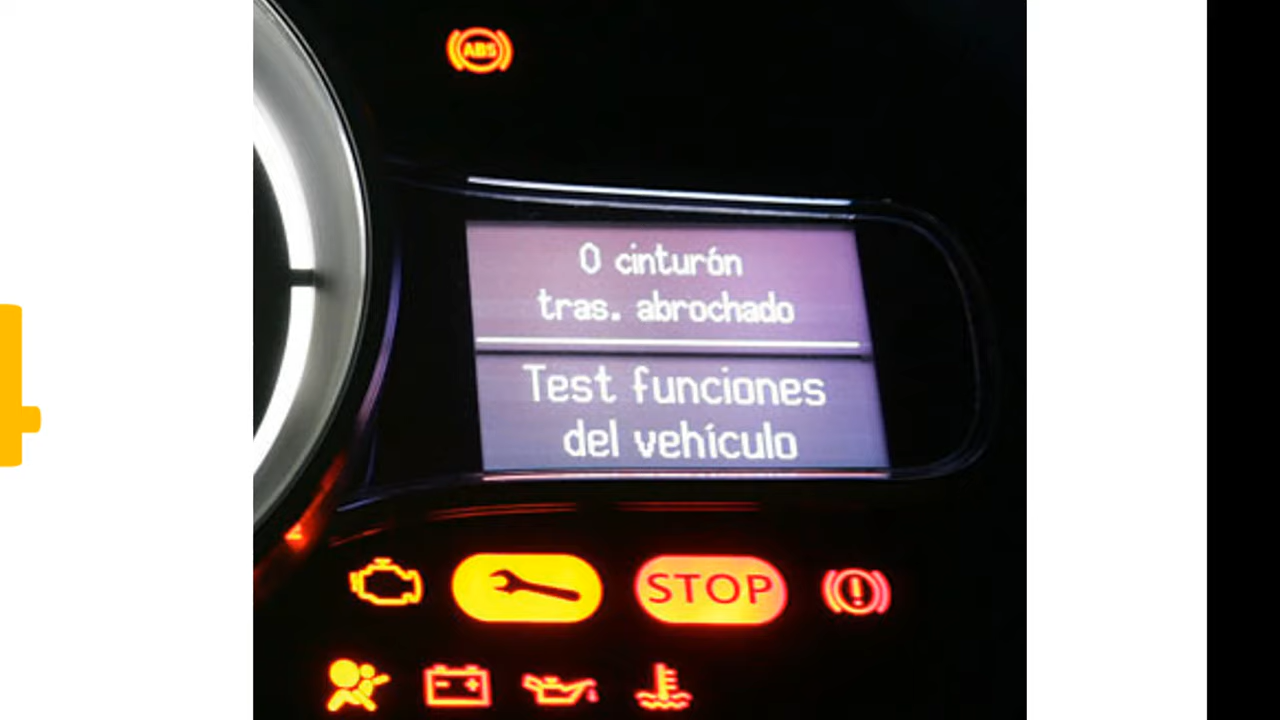 ABS
0 cinturón
tras. abrochado
Test funciones
del vehículo
STOP